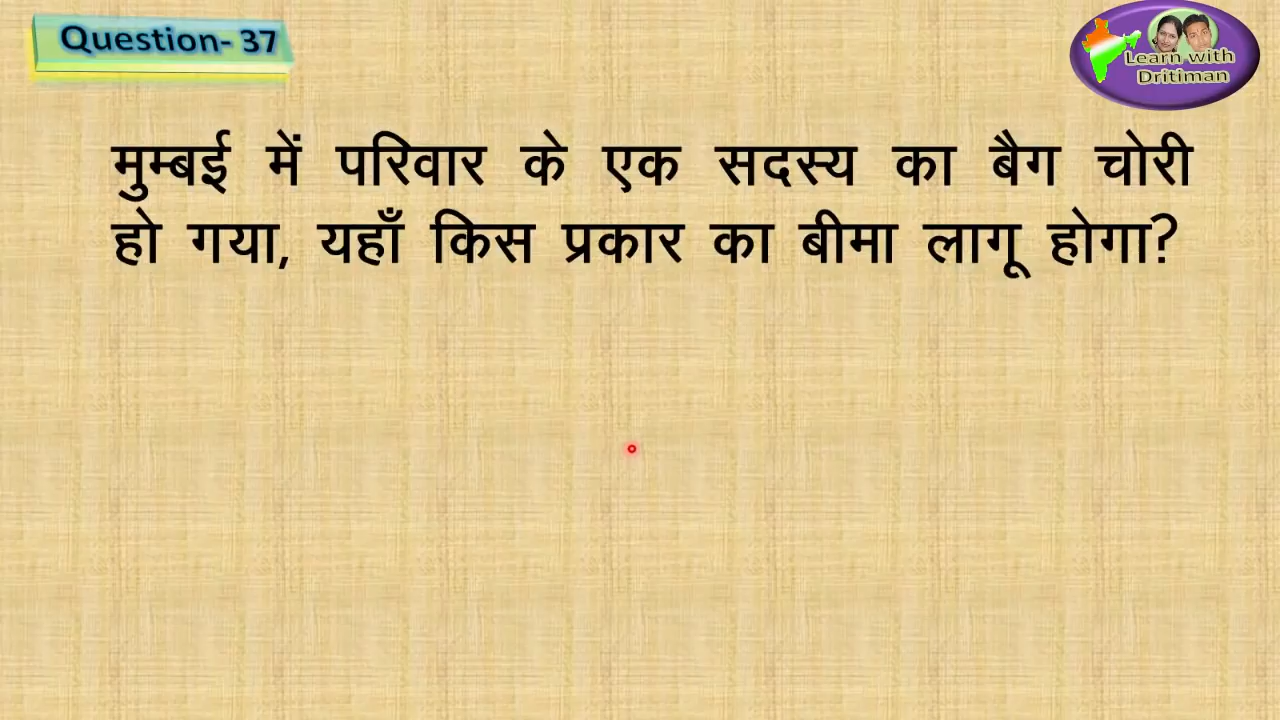 Question- 37
Learn with
Dritiman
मुम्बई में परिवार के एक सदस्य का बैग चोरी
हो गया, यहाँ किस प्रकार का बीमा लागू होगा?